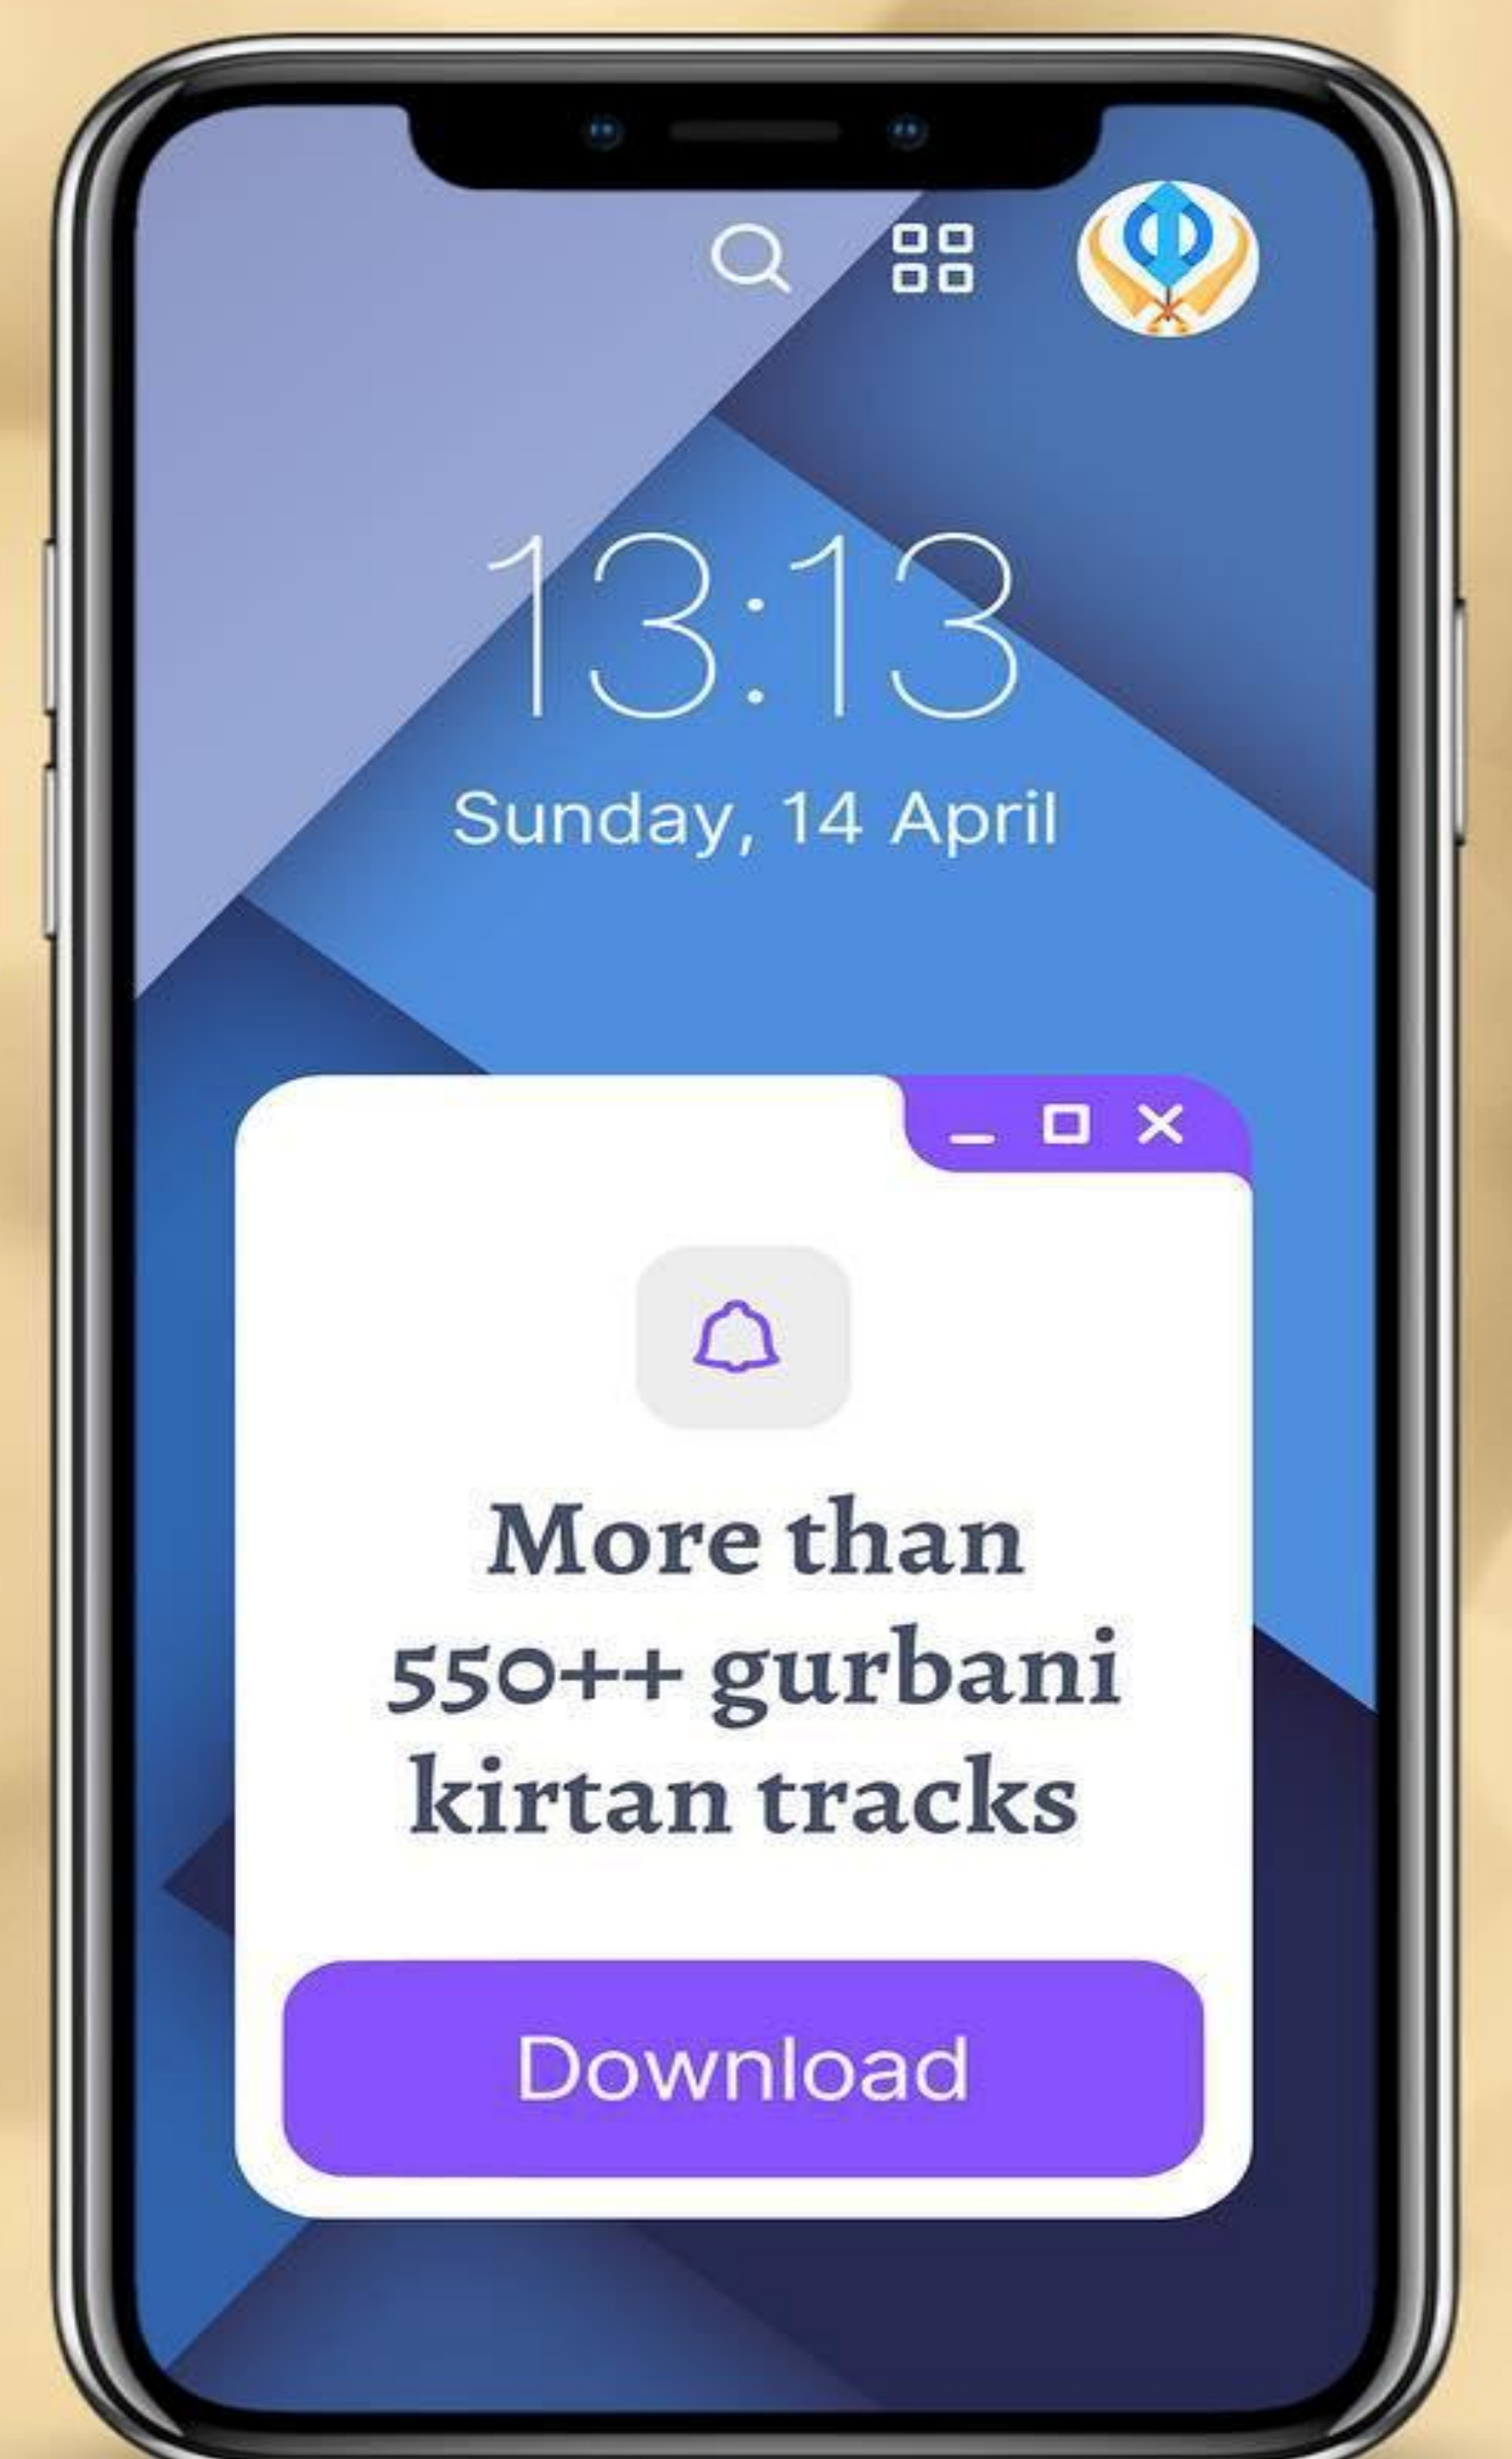 13:13
Sunday, 14 April
More than
550++ gurbani
kirtan tracks
Download